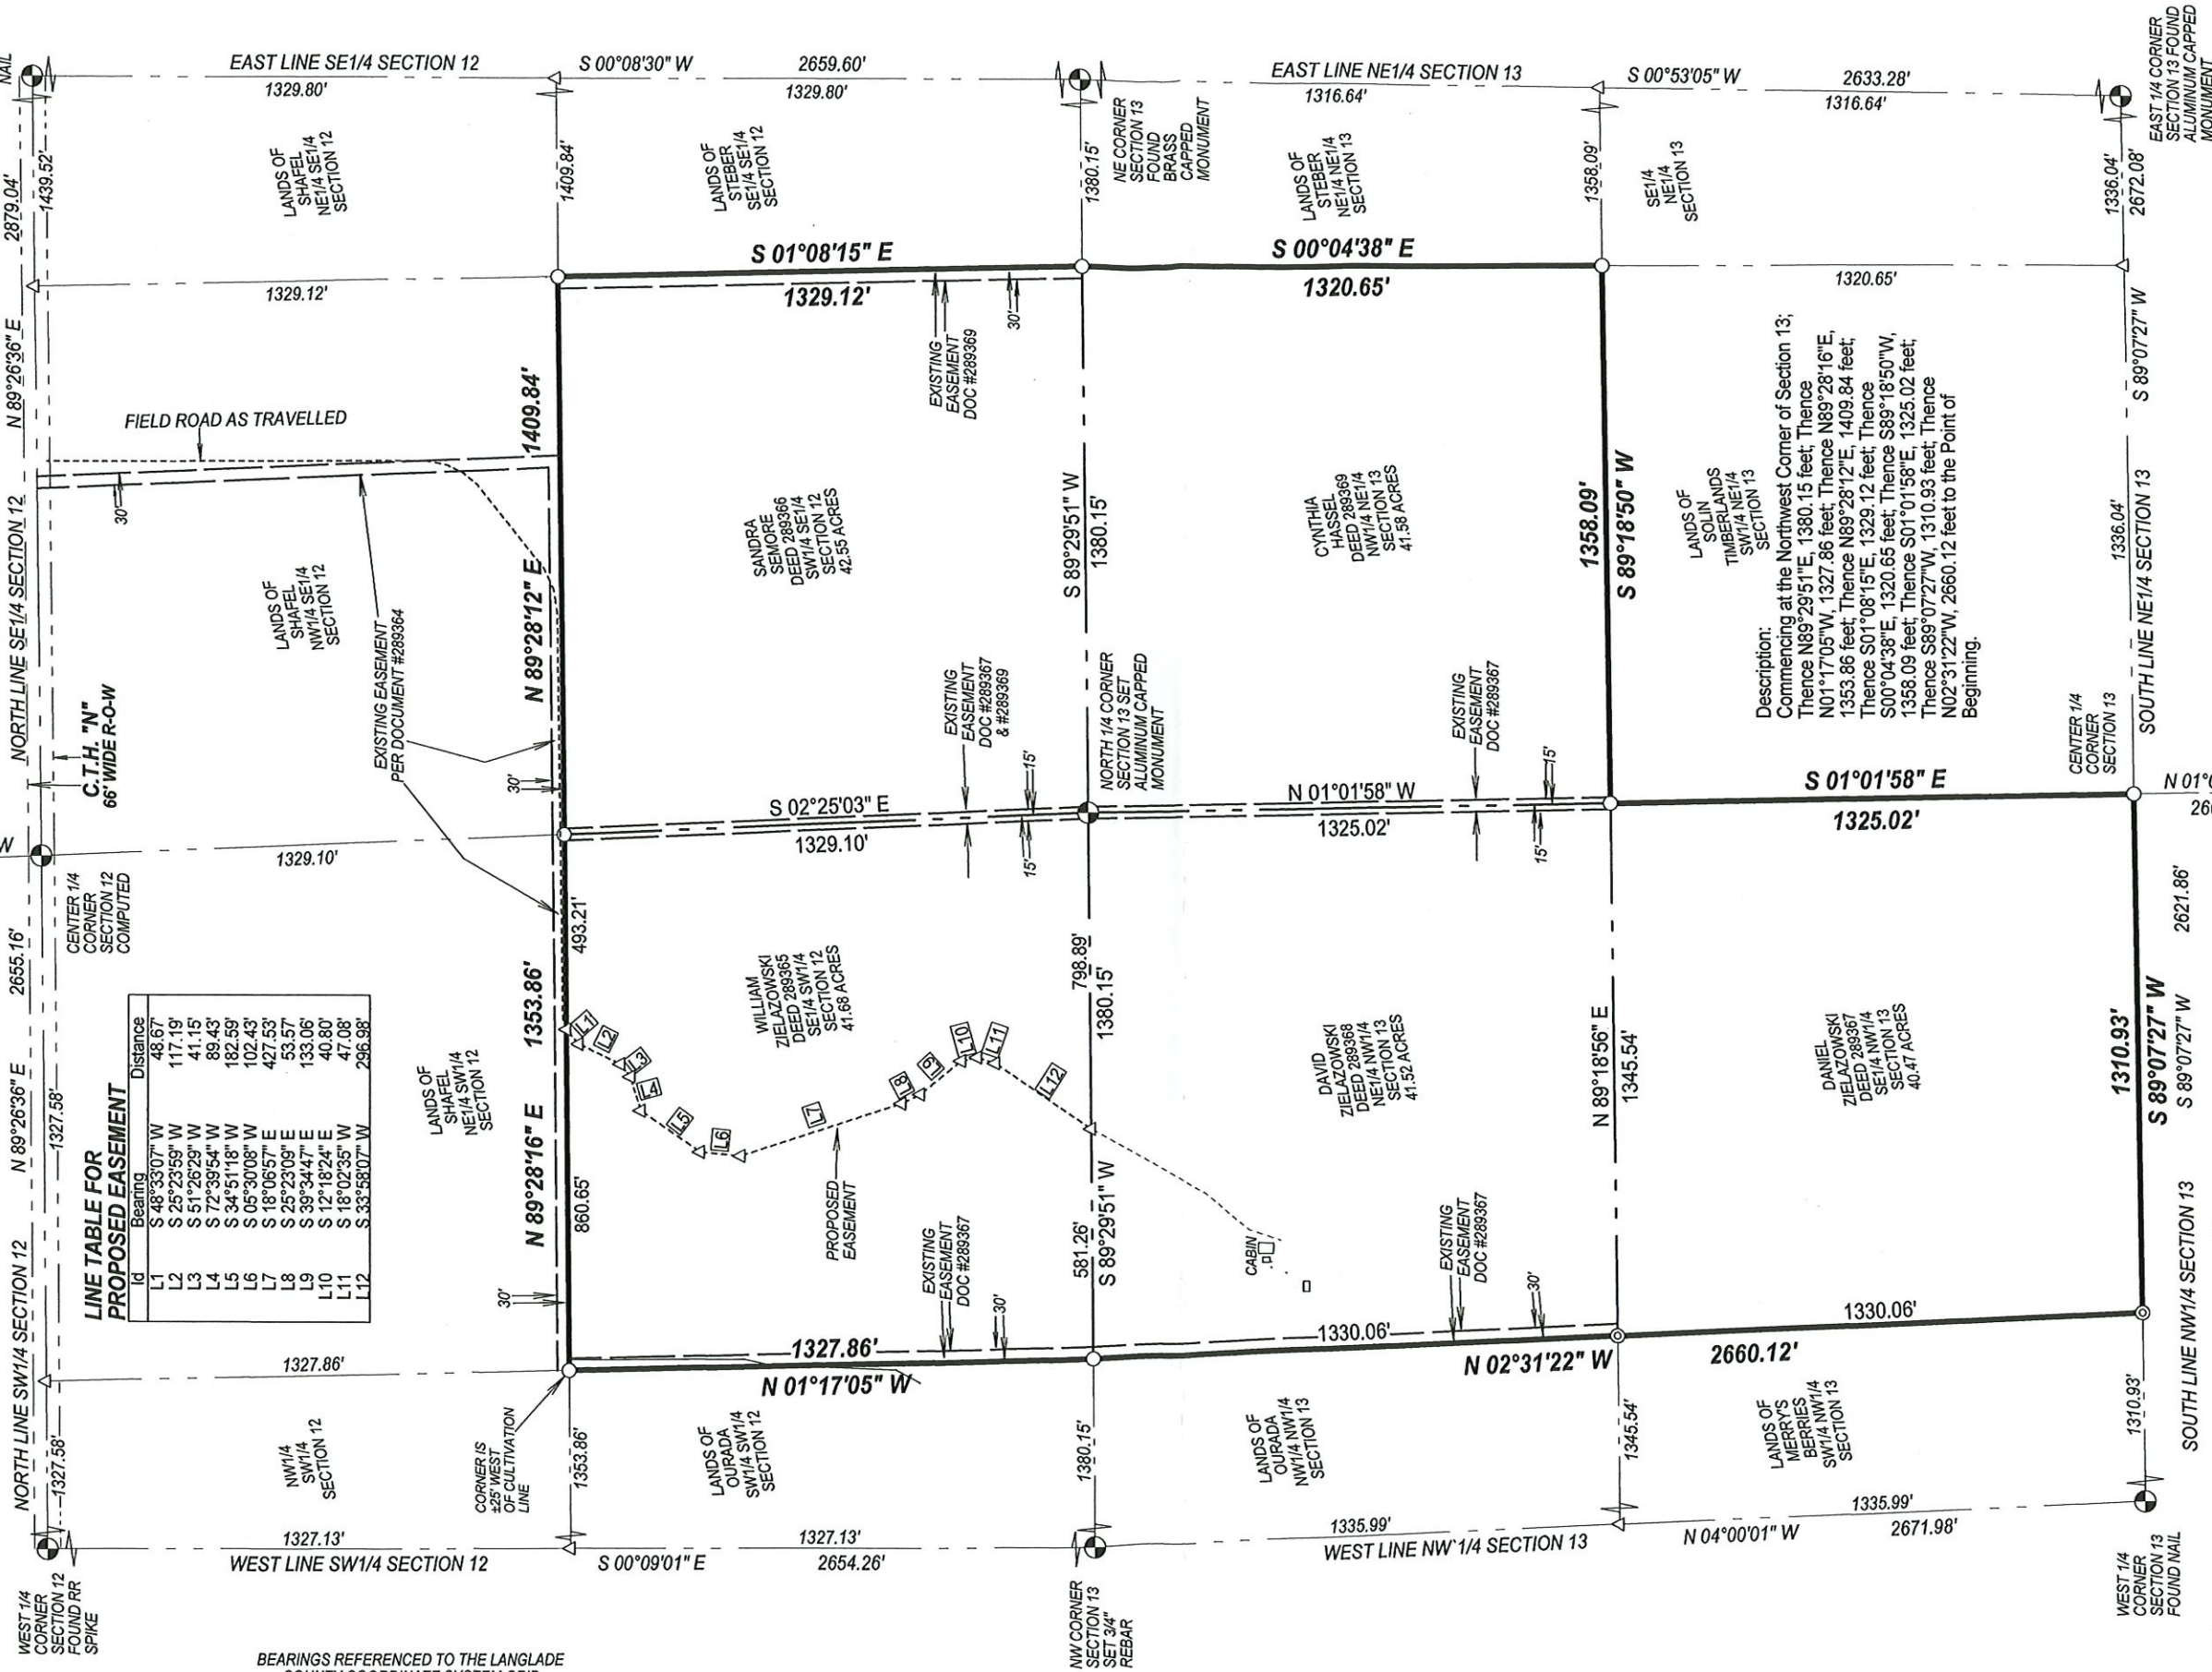 NAIL
EAST LINE SE1/4 SECTION 12
S 00°08'30" W
2659.60'
1329.80'
1329.80'
EAST LINE NE1/4 SECTION 13
S 00°53'05" W
2633.28'
1316.64'
1316.64'
EAST 1/4 CORNER
SECTION 13 FOUND
ALUMINUM CAPPED
MONUMENT
2879.04'
1439.52'
LANDS OF
SHAFEL
NE1/4 SE1/4
SECTION 12
1409.84'
LANDS OF
STEBER
SE1/4 SE1/4
SECTION 12
1380.15'
NE CORNER
SECTION 13
FOUND
BRASS
CAPPED
MONUMENT
LANDS OF
STEBER
NE1/4 NE1/4
SECTION 13
1358.09'
SE1/4
NE1/4
SECTION 13
1336.04'
2672.08'
N 89°26'36" E
1329.12'
S 01°08'15" E
1329.12'
S 00°04'38" E
1320.65'
1320.65'
S 89°07'27" W
30'
EXISTING
EASEMENT
DOC #289369
FIELD ROAD AS TRAVELLED
30'
1409.84'
NORTH LINE SE1/4 SECTION 12
LANDS OF
SHAFEL
NW1/4 SE1/4
SECTION 12
EXISTING EASEMENT
PER DOCUMENT #289364
N 89°28'12" E
30'
SANDRA
SEMORE
DEED 289366
SW1/4 SE1/4
SECTION 12
42.55 ACRES
S 89°29'51" W
1380.15'
CYNTHIA
HASSEL
DEED 289369
NW1/4 NE1/4
SECTION 13
41.58 ACRES
1358.09'
S 89°18'50" W
LANDS OF
SOLIN
TIMBERLANDS
SW1/4 NE1/4
SECTION 13
1336.04'
SOUTH LINE NE1/4 SECTION 13
Description:
Commencing at the Northwest Corner of Section 13;
Thence N89°29'51"E, 1380.15 feet; Thence
N01°17'05"W, 1327.86 feet; Thence N89°28'16"E,
1353.86 feet; Thence N89°28'12"E, 1409.84 feet;
Thence S01°08'15"E, 1329.12 feet; Thence
S00°04'38"E, 1320.65 feet; Thence S89°18'50"W,
1358.09 feet; Thence S01°01'58"E, 1325.02 feet;
Thence S89°07'27"W, 1310.93 feet; Thence
N02°31'22"W, 2660.12 feet to the Point of
Beginning.
C.T.H. "N"
66' WIDE R-O-W
EXISTING
EASEMENT
DOC #289367
& #289369
15'
15'
NORTH 1/4 CORNER
SECTION 13 SET
ALUMINUM CAPPED
MONUMENT
EXISTING
EASEMENT
DOC #289367
15'
15'
CENTER 1/4
CORNER
SECTION 13
W
1329.10'
S 02°25'03" E
1329.10'
N 01°01'58" W
1325.02'
S 01°01'58" E
1325.02'
CENTER 1/4
CORNER
SECTION 12
COMPUTED
2655.16'
N 89°26'36" E
1327.58'
LINE TABLE FOR
PROPOSED EASEMENT
Id Bearing Distance
L1 S 48°33'07" W 48.67'
L2 S 25°23'59" W 117.19'
L3 S 51°26'29" W 41.15'
L4 S 72°39'54" W 89.43'
L5 S 34°51'18" W 182.59'
L6 S 05°30'08" W 102.43'
L7 S 18°06'57" E 427.53'
L8 S 25°23'09" E 53.57'
L9 S 39°34'47" E 133.06'
L10 S 12°18'24" E 40.80'
L11 S 18°02'35" W 47.08'
L12 S 33°58'07" W 296.98'
LANDS OF
SHAFEL
NE1/4 SW1/4
SECTION 12
493.21'
1353.86'
N 89°28'16" E
860.65'
30'
L1
L2
L3
L4
L5
L6
L7
L8
L9
L10
L11
L12
WILLIAM
ZIELAZOWSKI
DEED 289365
SE1/4 SW1/4
SECTION 12
41.68 ACRES
PROPOSED
EASEMENT
798.89'
1380.15'
581.26'
S 89°29'51" W
DAVID
ZIELAZOWSKI
DEED 289368
NE1/4 NW1/4
SECTION 13
41.52 ACRES
CABIN
N 89°18'56" E
1345.54'
DANIEL
ZIELAZOWSKI
DEED 289367
SE1/4 NW1/4
SECTION 13
40.47 ACRES
1310.93'
S 89°07'27" W
2621.86'
S 89°07'27" W
EXISTING
EASEMENT
DOC #289367
30'
EXISTING
EASEMENT
DOC #289367
30'
NORTH LINE SW1/4 SECTION 12
1327.86'
1327.86'
N 01°17'05" W
1330.06'
N 02°31'22" W
2660.12'
1330.06'
SOUTH LINE NW1/4 SECTION 13
1327.58'
NW1/4
SW1/4
SECTION 12
CORNER IS
±25' WEST
OF CULTIVATION
LINE
1353.86'
LANDS OF
OURADA
SW1/4 SW1/4
SECTION 12
1380.15'
LANDS OF
OURADA
NW1/4 NW1/4
SECTION 13
1345.54'
LANDS OF
MERRY'S
BERRIES
SW1/4 NW1/4
SECTION 13
1310.93'
1327.13'
WEST LINE SW1/4 SECTION 12
S 00°09'01" E
1327.13'
2654.26'
1335.99'
WEST LINE NW 1/4 SECTION 13
N 04°00'01" W
1335.99'
2671.98'
WEST 1/4
CORNER
SECTION 12
FOUND RR
SPIKE
NW CORNER
SECTION 13
SET 3/4"
REBAR
WEST 1/4
CORNER
SECTION 13
FOUND NAIL
BEARINGS REFERENCED TO THE LANGLADE